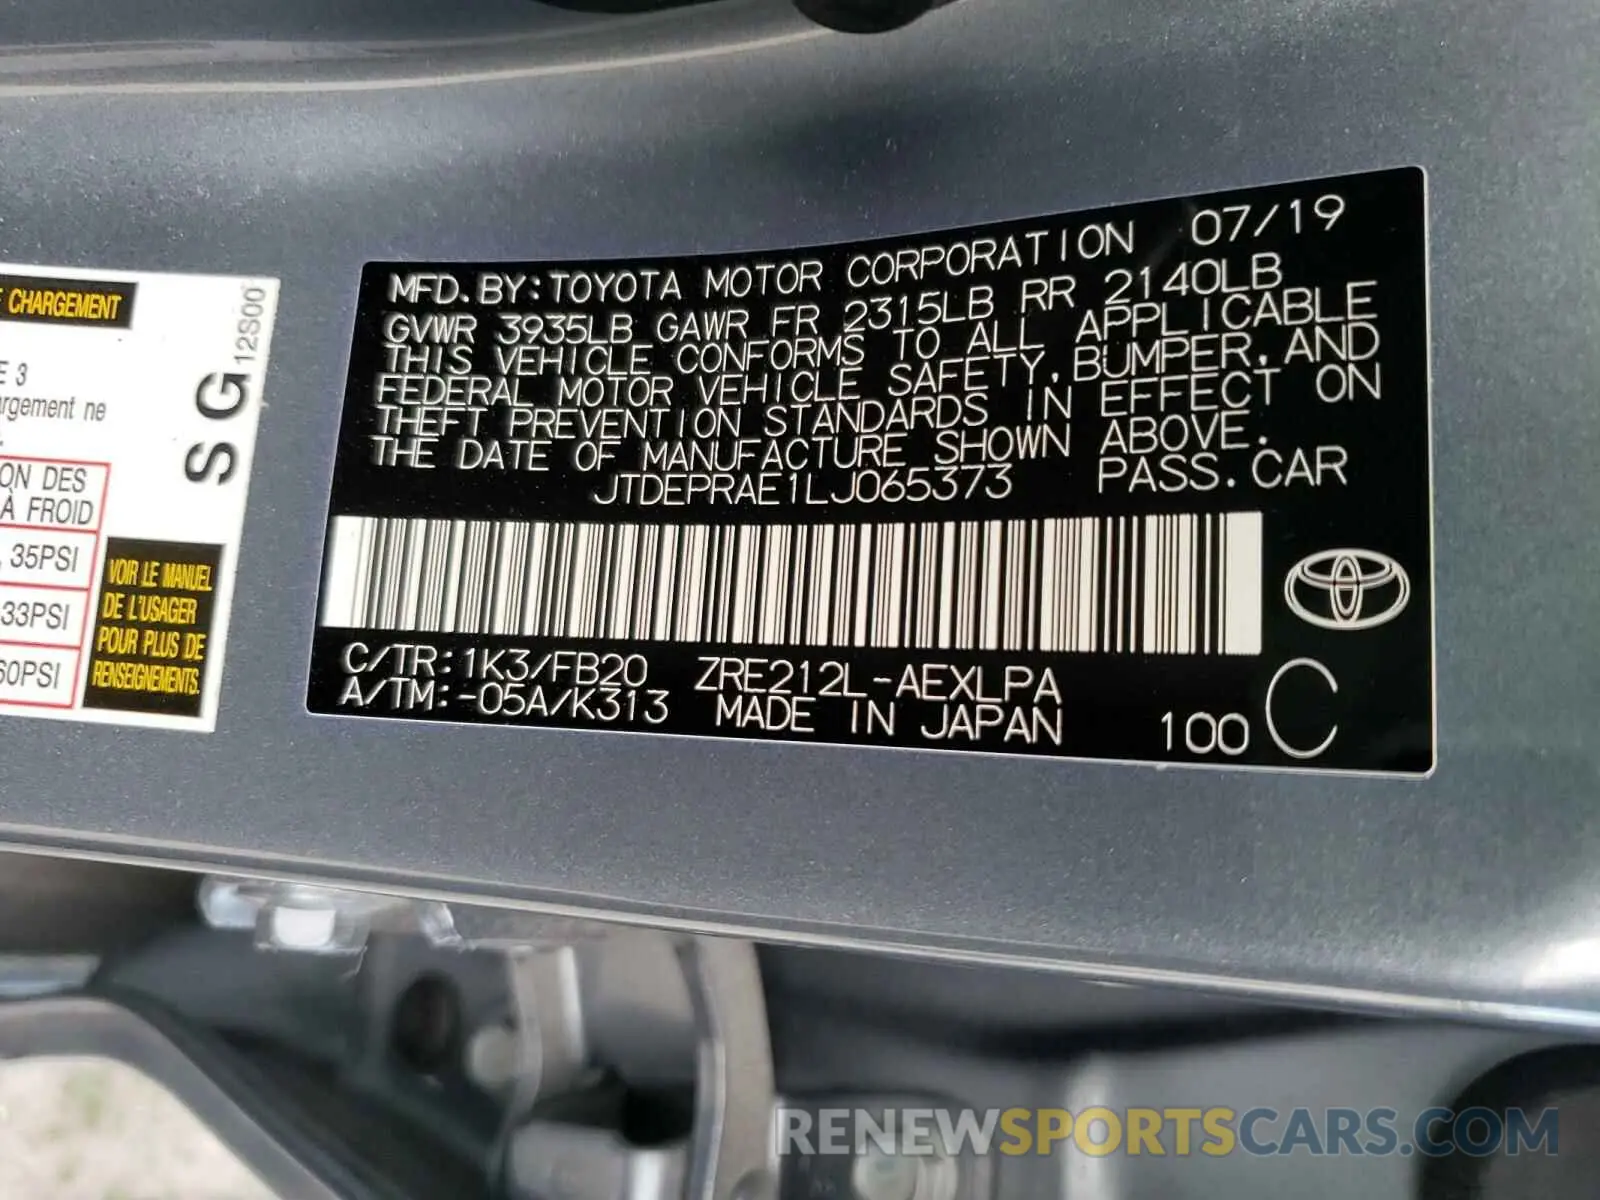 MFD. BY: TOYOTA MOTOR CORPORATION 07/19
GVWR 3935LB GAWR FR 2315LB RR 2140LB
THIS VEHICLE CONFORMS TO ALL APPLICABLE
FEDERAL MOTOR VEHICLE SAFETY, BUMPER, AND
THEFT PREVENTION STANDARDS IN EFFECT ON
THE DATE OF MANUFACTURE SHOWN ABOVE.
JTDEPRAE1LJ065373 PASS. CAR
C/TR: 1K3/FB20 ZRE212L-AEXLPA
A/TM: -05A/K313 MADE IN JAPAN 100 C
CHARGEMENT
E 3
rgement ne
ON DES
À FROID
35PSI
33PSI
60PSI
VOIR LE MANUEL
DE L'USAGER
POUR PLUS DE
RENSEIGNEMENTS.
SG 12S00
RENEWSPORTSCARS.COM